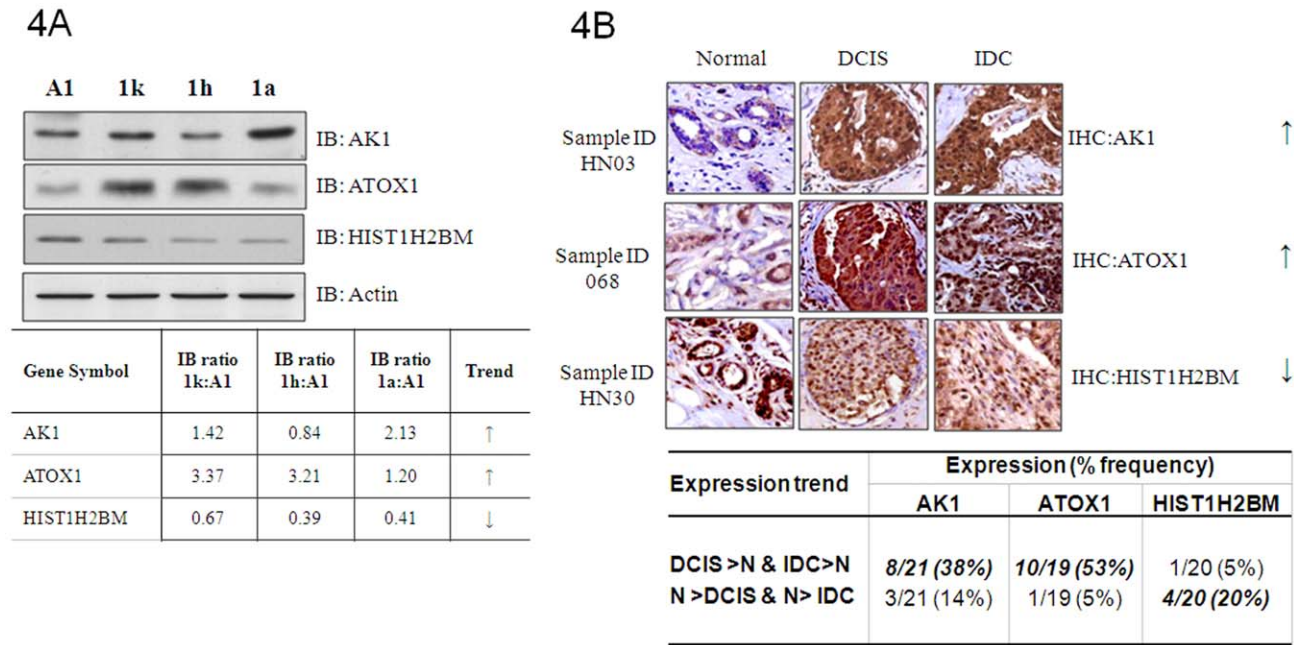 4A
A1 1k 1h 1a
IB: AK1
IB: ATOX1
IB: HIST1H2BM
IB: Actin
Gene Symbol IB ratio 1k:A1 IB ratio 1h:A1 IB ratio 1a:A1 Trend
AK1 1.42 0.84 2.13 ↑
ATOX1 3.37 3.21 1.20 ↑
HIST1H2BM 0.67 0.39 0.41 ↓
4B
Normal DCIS IDC
Sample ID
HN03
IHC:AK1 ↑
Sample ID
068
IHC:ATOX1 ↑
Sample ID
HN30
IHC:HIST1H2BM ↓
Expression trend Expression (% frequency)
AK1 ATOX1 HIST1H2BM
DCIS >N & IDC>N 8/21 (38%) 10/19 (53%) 1/20 (5%)
N >DCIS & N> IDC 3/21 (14%) 1/19 (5%) 4/20 (20%)